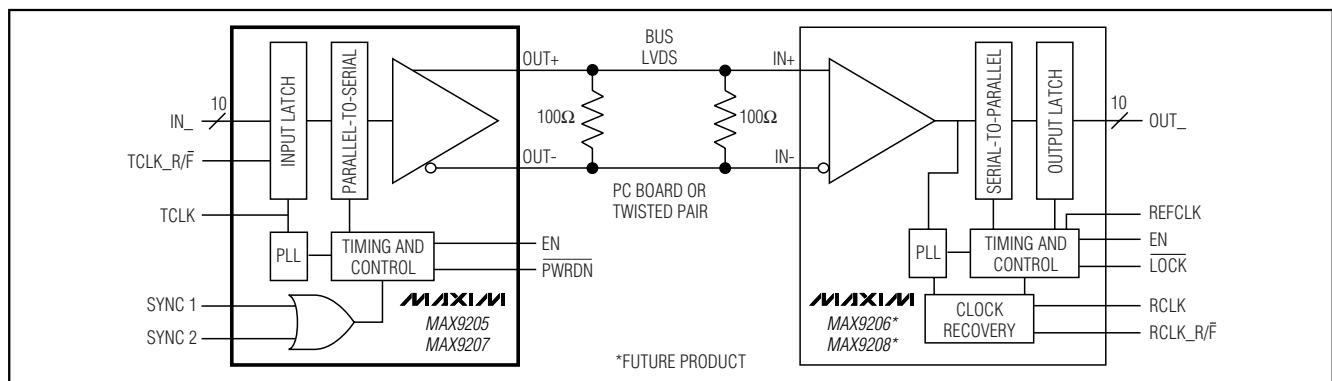 IN_
10
TCLK_R/F̅
TCLK
SYNC 1
SYNC 2
INPUT LATCH
PARALLEL-TO-SERIAL
PLL
TIMING AND
CONTROL
EN
P̅W̅R̅D̅N̅
MAXIM
MAX9205
MAX9207
OUT+
OUT-
BUS
LVDS
100Ω
100Ω
PC BOARD OR
TWISTED PAIR
IN+
IN-
SERIAL-TO-PARALLEL
OUTPUT LATCH
10
OUT_
PLL
TIMING AND
CONTROL
CLOCK
RECOVERY
REFCLK
EN
L̅O̅C̅K̅
RCLK
RCLK_R/F̅
MAXIM
MAX9206*
MAX9208*
*FUTURE PRODUCT